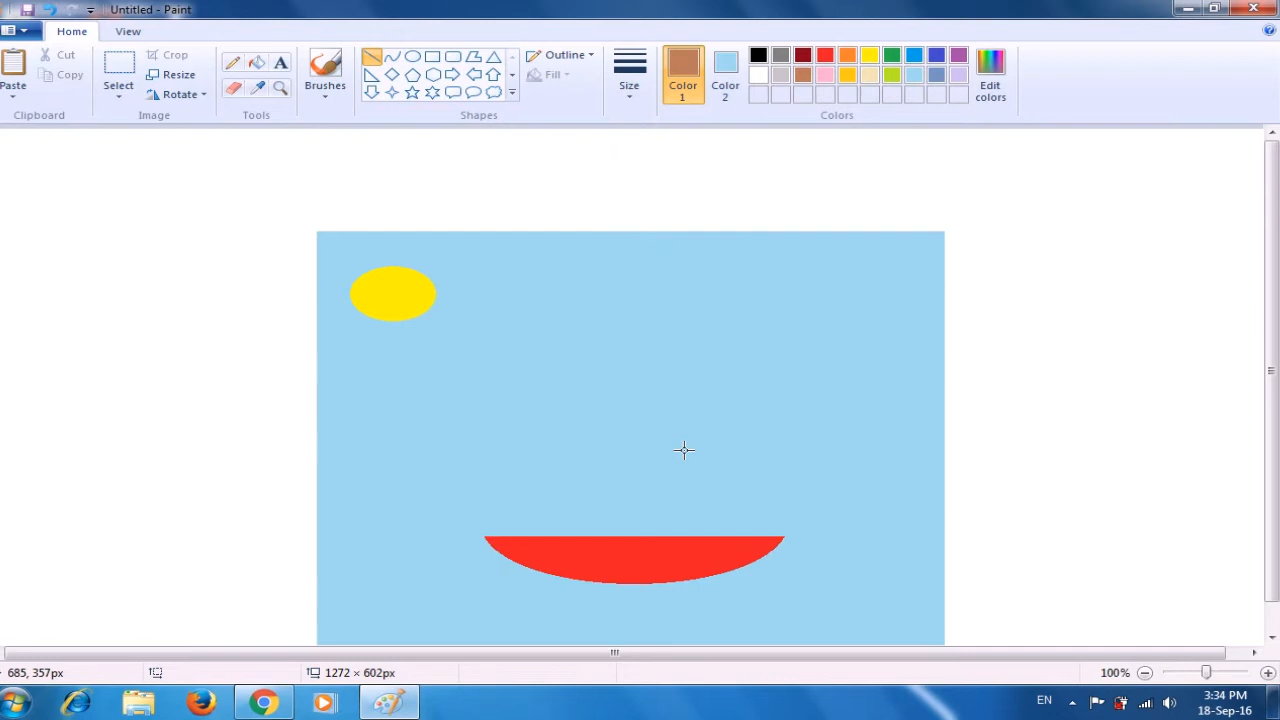 Untitled - Paint
Home View
Paste Cut Copy Clipboard
Select Crop Resize Rotate Image
A Tools
Brushes
Outline Fill Shapes
Size
Color 1 Color 2 Edit colors Colors
685, 357px 1272 × 602px 100%
EN 3:34 PM
18-Sep-16